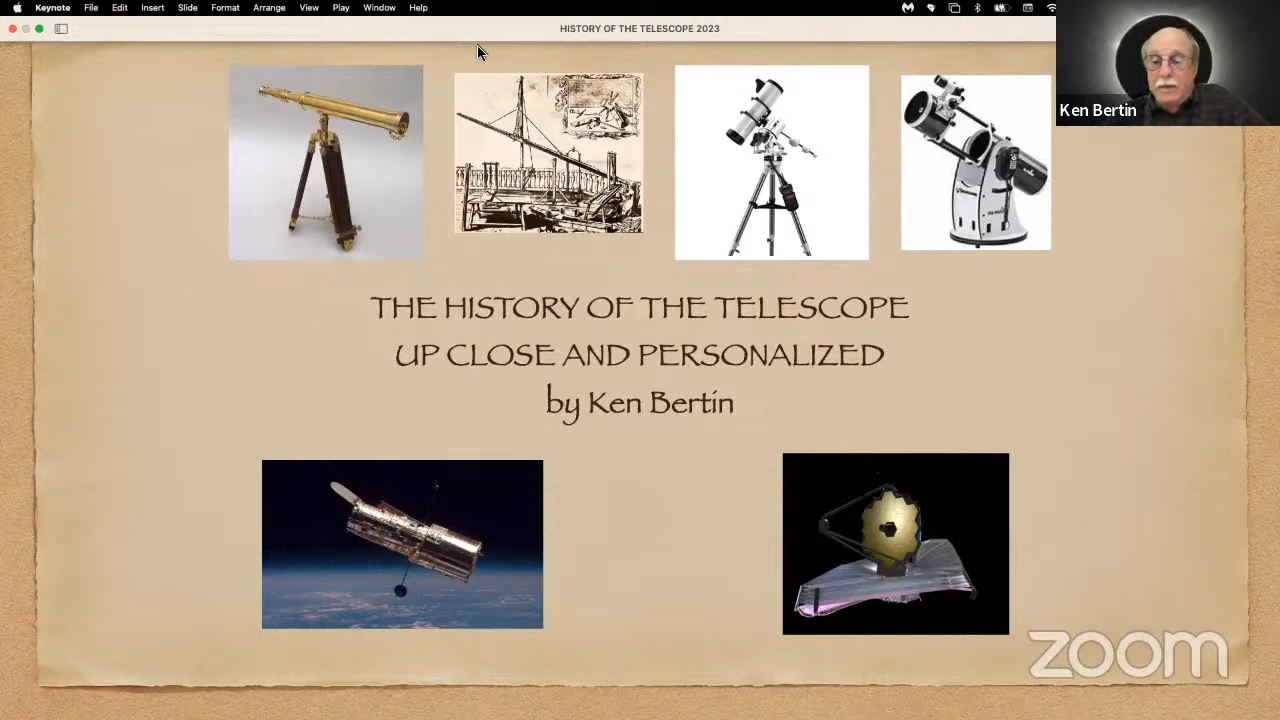 Keynote File Edit Insert Slide Format Arrange View Play Window Help
HISTORY OF THE TELESCOPE 2023
Ken Bertin
THE HISTORY OF THE TELESCOPE
UP CLOSE AND PERSONALIZED
by Ken Bertin
zoom